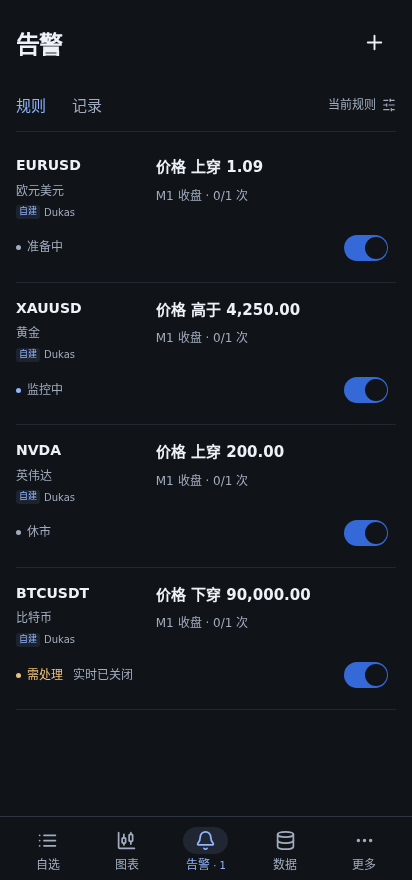 告警
规则 记录 当前规则
EURUSD 价格 上穿 1.09
欧元美元 M1 收盘 · 0/1 次
自建 Dukas
准备中
XAUUSD 价格 高于 4,250.00
黄金 M1 收盘 · 0/1 次
自建 Dukas
监控中
NVDA 价格 上穿 200.00
英伟达 M1 收盘 · 0/1 次
自建 Dukas
休市
BTCUSDT 价格 下穿 90,000.00
比特币 M1 收盘 · 0/1 次
自建 Dukas
需处理 实时已关闭
自选 图表 告警 · 1 数据 更多